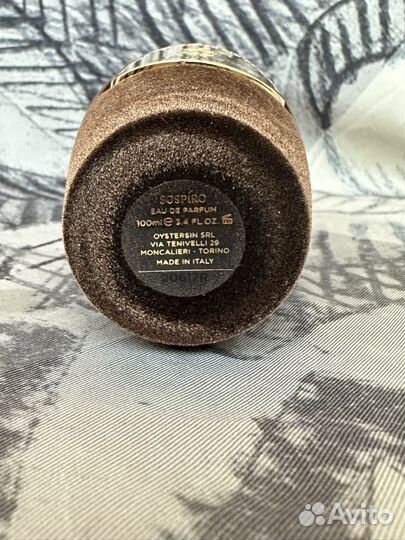 SOSPIRO
EAU DE PARFUM
100ml ℮ 3.4 FL.OZ.
OYSTERSIN SRL
VIA TENIVELLI 29
MONCALIERI - TORINO
MADE IN ITALY
Avito